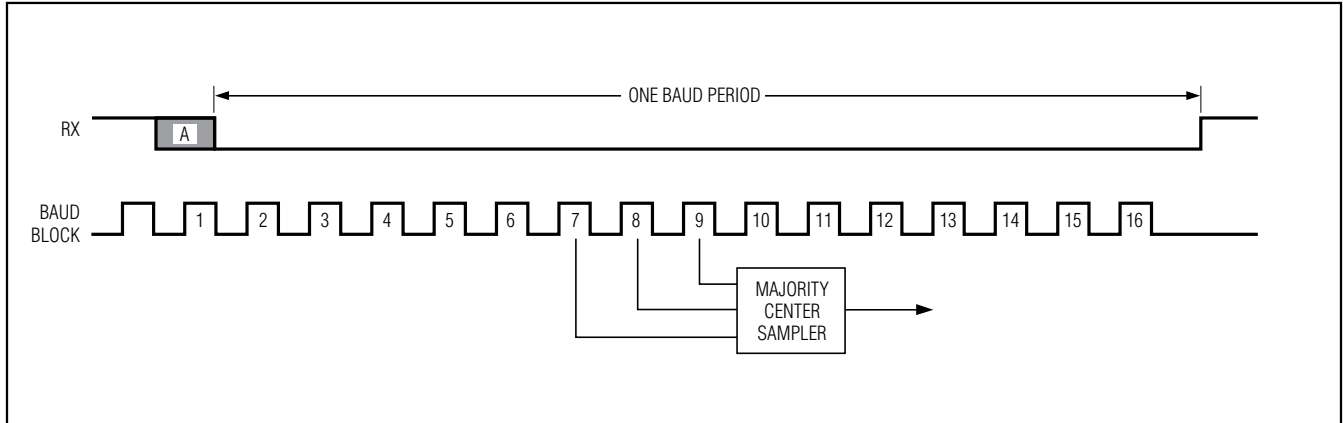 ONE BAUD PERIOD
RX
A
BAUD
BLOCK
1 2 3 4 5 6 7 8 9 10 11 12 13 14 15 16
MAJORITY
CENTER
SAMPLER